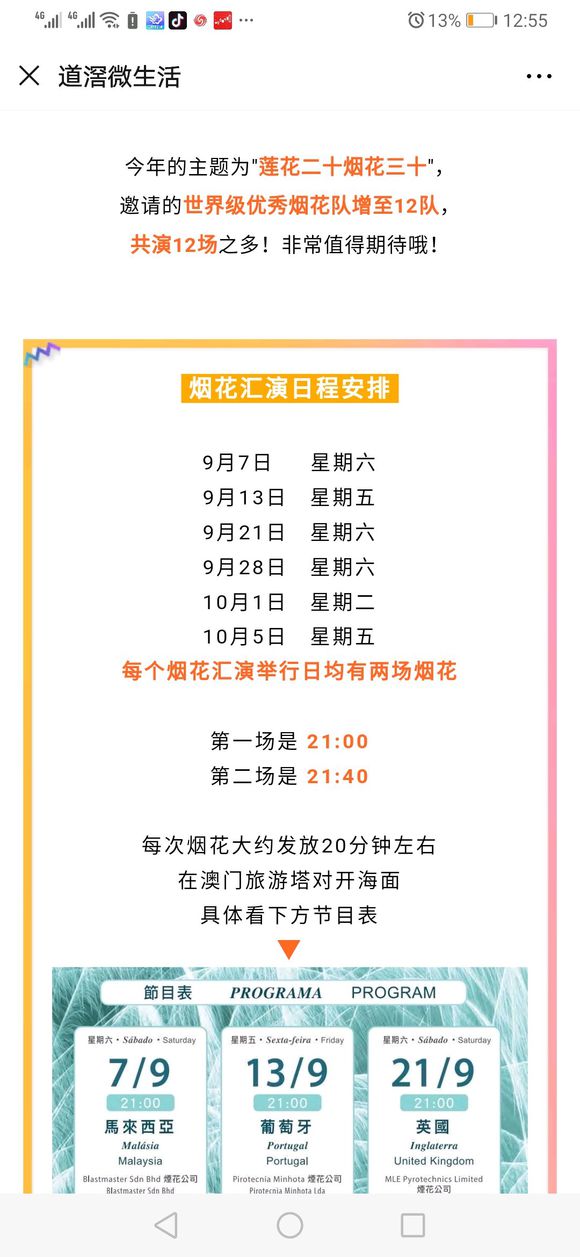 4G 4G 13% 12:55
道滘微生活
今年的主题为"莲花二十烟花三十"，
邀请的世界级优秀烟花队增至12队，
共演12场之多！非常值得期待哦！
烟花汇演日程安排
9月7日 星期六
9月13日 星期五
9月21日 星期六
9月28日 星期六
10月1日 星期二
10月5日 星期五
每个烟花汇演举行日均有两场烟花
第一场是 21:00
第二场是 21:40
每次烟花大约发放20分钟左右
在澳门旅游塔对开海面
具体看下方节目表
節目表 PROGRAMA PROGRAM
星期六 • Sábado • Saturday
7/9
21:00
馬來西亞
Malásia
Malaysia
Blastmaster Sdn Bhd 煙花公司
Blastmaster Sdn Bhd
星期五 • Sexta-feira • Friday
13/9
21:00
葡萄牙
Portugal
Portugal
Pirotecnia Minhota 煙花公司
Pirotecnia Minhota Lda
星期六 • Sábado • Saturday
21/9
21:00
英國
Inglaterra
United Kingdom
MLE Pyrotechnics Limited
煙花公司